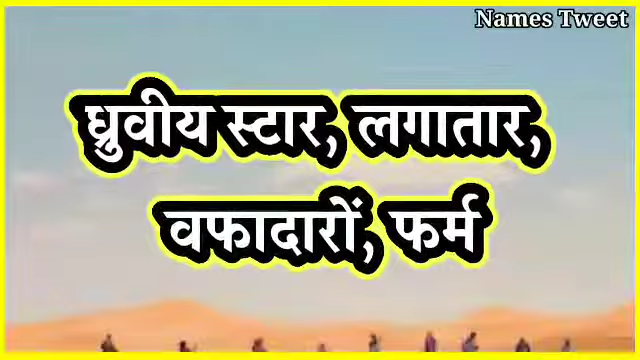 Names Tweet
ध्रुवीय स्टार, लगातार,
वफादारों, फर्म